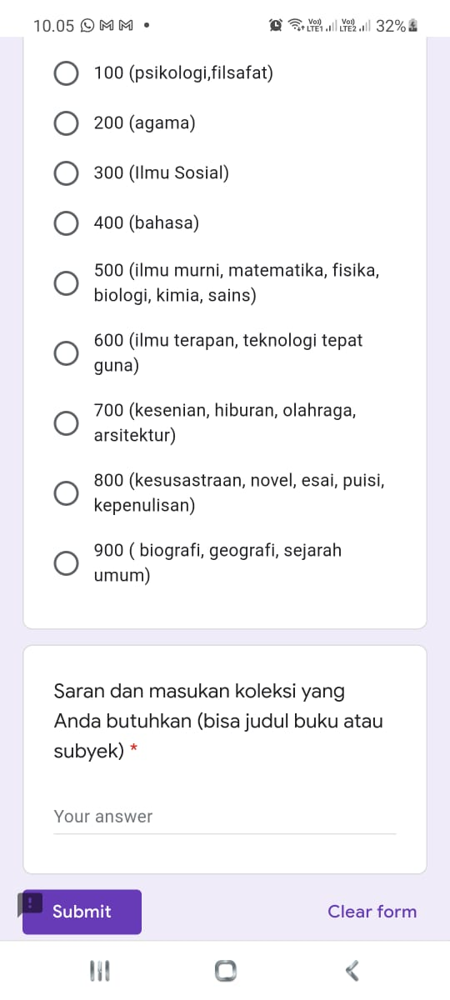 10.05
Vo)) LTE1 Vo)) LTE2 32%
100 (psikologi,filsafat)
200 (agama)
300 (Ilmu Sosial)
400 (bahasa)
500 (ilmu murni, matematika, fisika,
biologi, kimia, sains)
600 (ilmu terapan, teknologi tepat
guna)
700 (kesenian, hiburan, olahraga,
arsitektur)
800 (kesusastraan, novel, esai, puisi,
kepenulisan)
900 ( biografi, geografi, sejarah
umum)
Saran dan masukan koleksi yang
Anda butuhkan (bisa judul buku atau
subyek) *
Your answer
Submit
Clear form